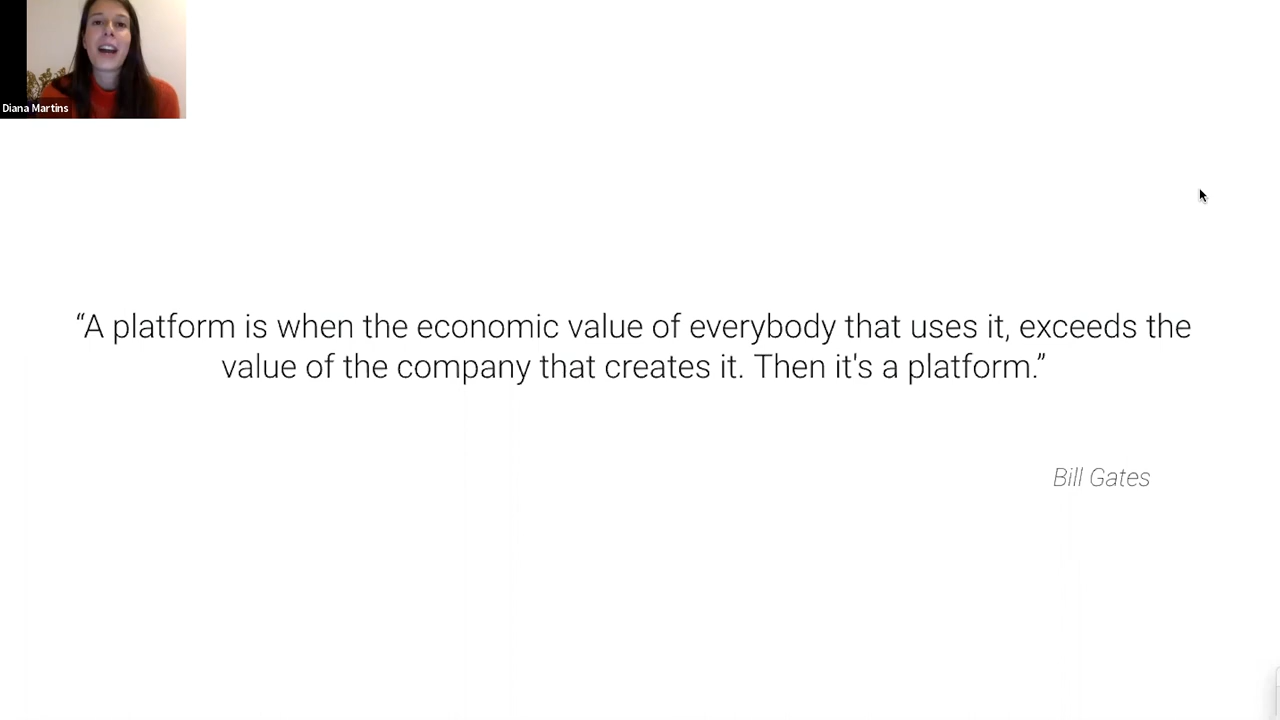 Diana Martins
“A platform is when the economic value of everybody that uses it, exceeds the
value of the company that creates it. Then it's a platform.”
Bill Gates